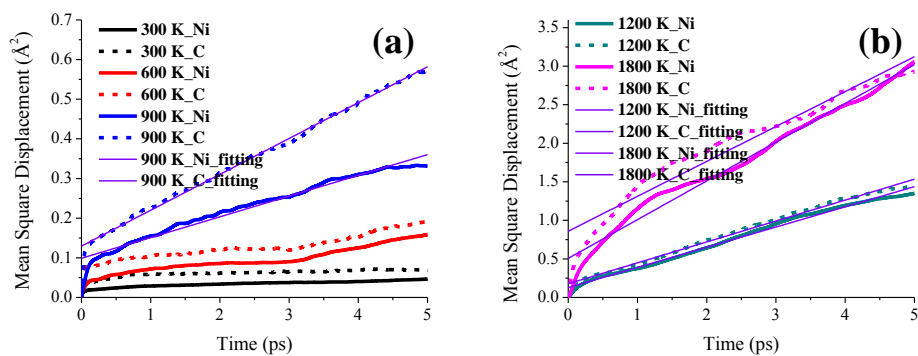 (a)
Mean Square Displacement (Å²)
0.7
0.6
0.5
0.4
0.3
0.2
0.1
0.0
300 K_Ni
300 K_C
600 K_Ni
600 K_C
900 K_Ni
900 K_C
900 K_Ni_fitting
900 K_C_fitting
0 1 2 3 4 5
Time (ps)
(b)
Mean Square Displacement (Å²)
3.5
3.0
2.5
2.0
1.5
1.0
0.5
0.0
1200 K_Ni
1200 K_C
1800 K_Ni
1800 K_C
1200 K_Ni_fitting
1200 K_C_fitting
1800 K_Ni_fitting
1800 K_C_fitting
0 1 2 3 4 5
Time (ps)